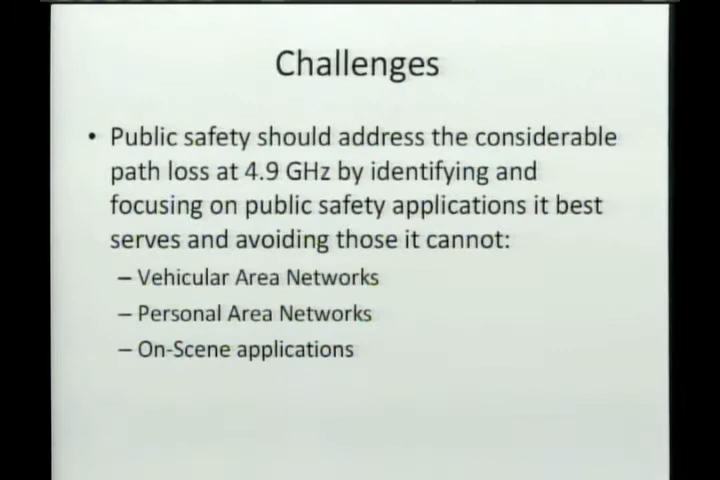 Challenges
• Public safety should address the considerable
path loss at 4.9 GHz by identifying and
focusing on public safety applications it best
serves and avoiding those it cannot:
– Vehicular Area Networks
– Personal Area Networks
– On-Scene applications